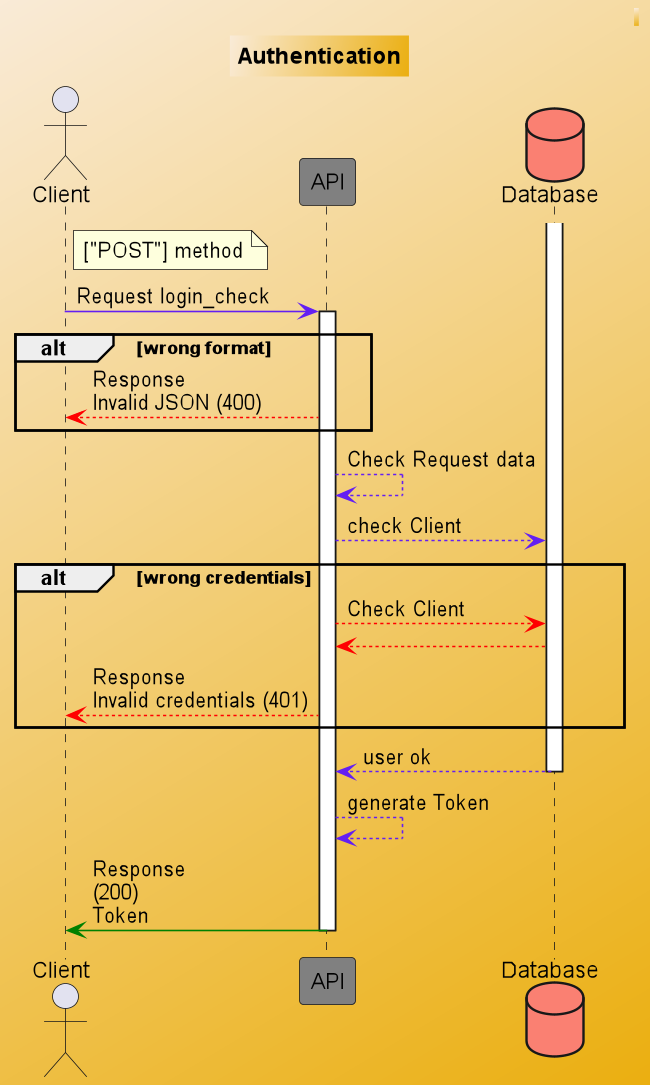 Authentication
Client
API
Database
["POST"] method
Request login_check
alt [wrong format]
Response
Invalid JSON (400)
Check Request data
check Client
alt [wrong credentials]
Check Client
Response
Invalid credentials (401)
user ok
generate Token
Response
(200)
Token
Client
API
Database